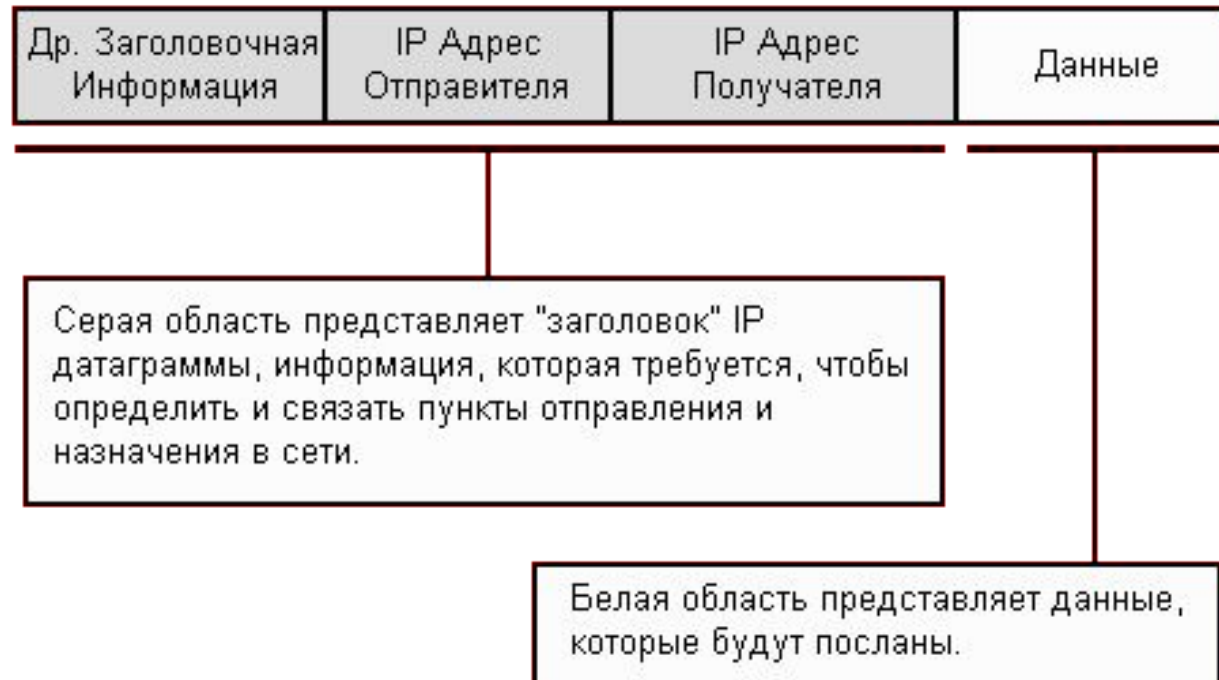 Др. Заголовочная
Информация
IP Адрес
Отправителя
IP Адрес
Получателя
Данные
Серая область представляет "заголовок" IP
датаграммы, информация, которая требуется, чтобы
определить и связать пункты отправления и
назначения в сети.
Белая область представляет данные,
которые будут посланы.